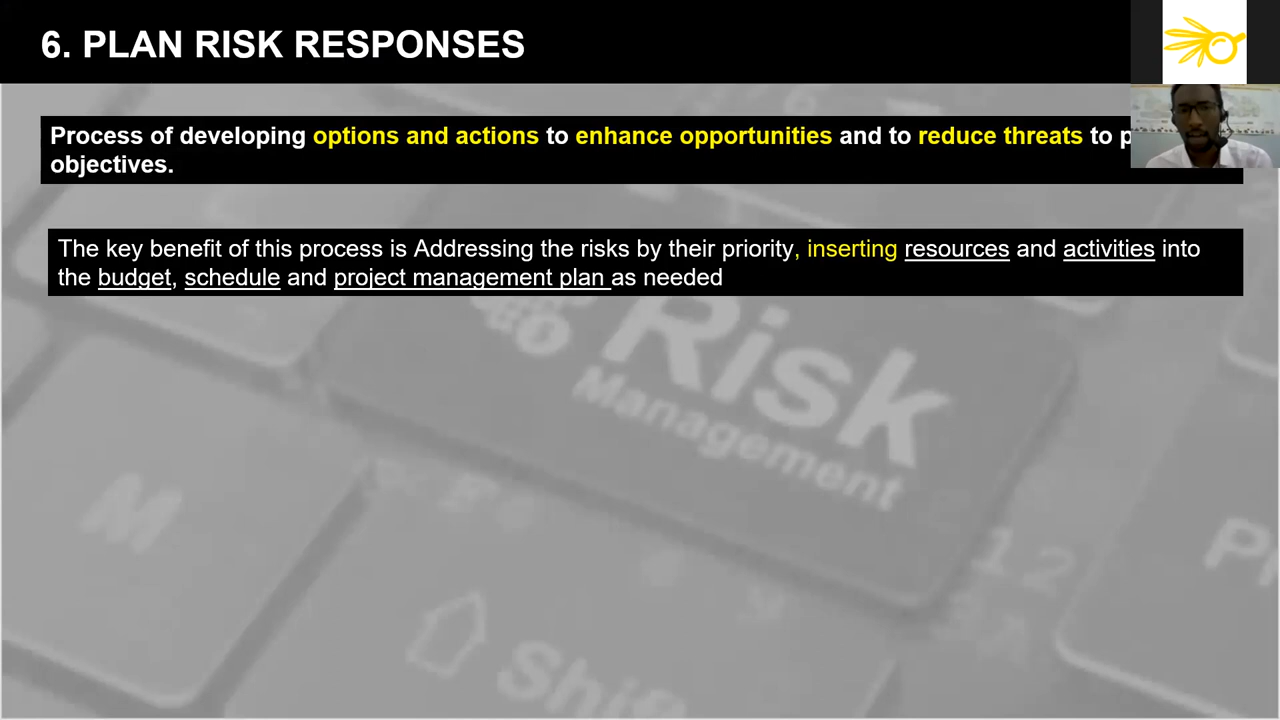 6. PLAN RISK RESPONSES
Process of developing options and actions to enhance opportunities and to reduce threats to
objectives.
The key benefit of this process is Addressing the risks by their priority, inserting resources and activities into
the budget, schedule and project management plan as needed
Risk
Management
M
12
Shift